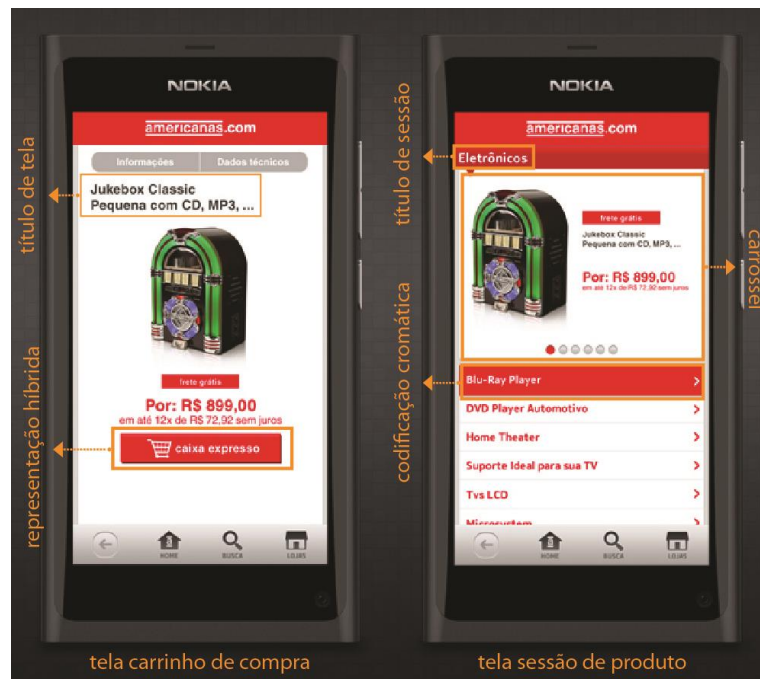 título de tela
representação híbrida
NOKIA
americanas.com
Informações
Dados técnicos
Jukebox Classic
Pequena com CD, MP3, ...
frete grátis
Por: R$ 899,00
em até 12x de R$ 72,92 sem juros
caixa expresso
HOME
BUSCA
LOJAS
tela carrinho de compra
título de sessão
codificação cromática
NOKIA
americanas.com
Eletrônicos
frete grátis
Jukebox Classic
Pequena com CD, MP3, ...
Por: R$ 899,00
em até 12x de R$ 72,92 sem juros
carrossel
Blu-Ray Player
DVD Player Automotivo
Home Theater
Suporte Ideal para sua TV
Tvs LCD
Microsystem
HOME
BUSCA
LOJAS
tela sessão de produto